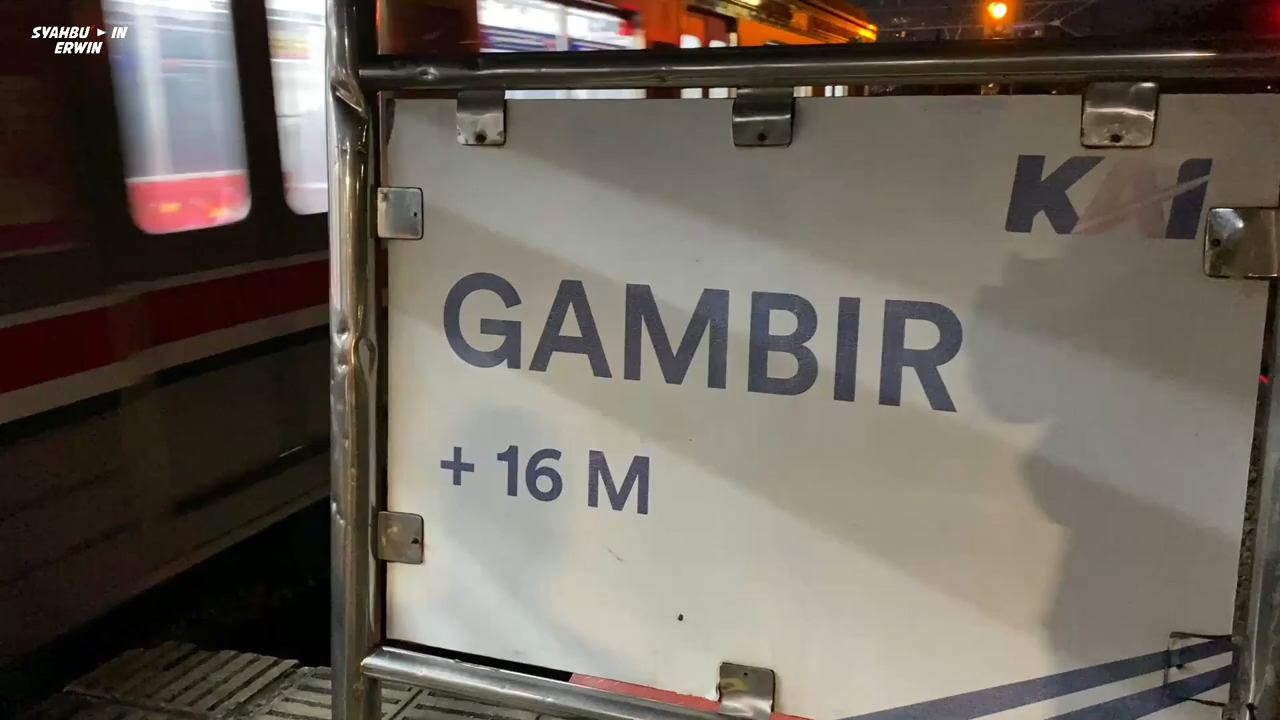 SYAHBU IN
ERWIN
KAI
GAMBIR
+ 16 M